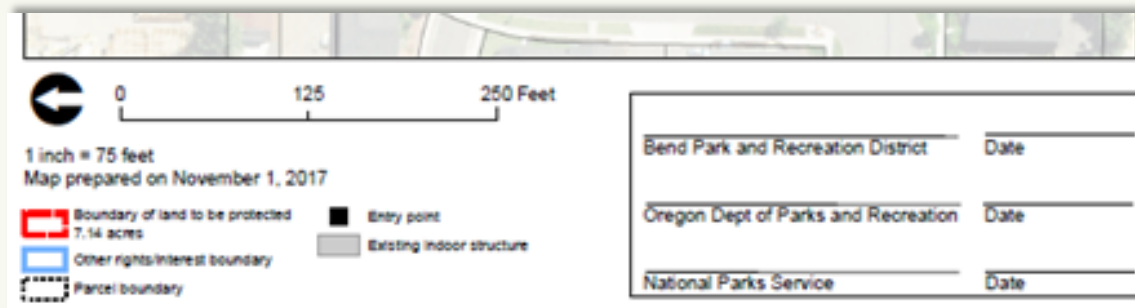 0 125 250 Feet
1 inch = 75 feet
Map prepared on November 1, 2017
Boundary of land to be protected
7.14 acres
Other rights/interest boundary
Parcel boundary
Entry point
Existing indoor structure
Bend Park and Recreation District Date
Oregon Dept of Parks and Recreation Date
National Parks Service Date